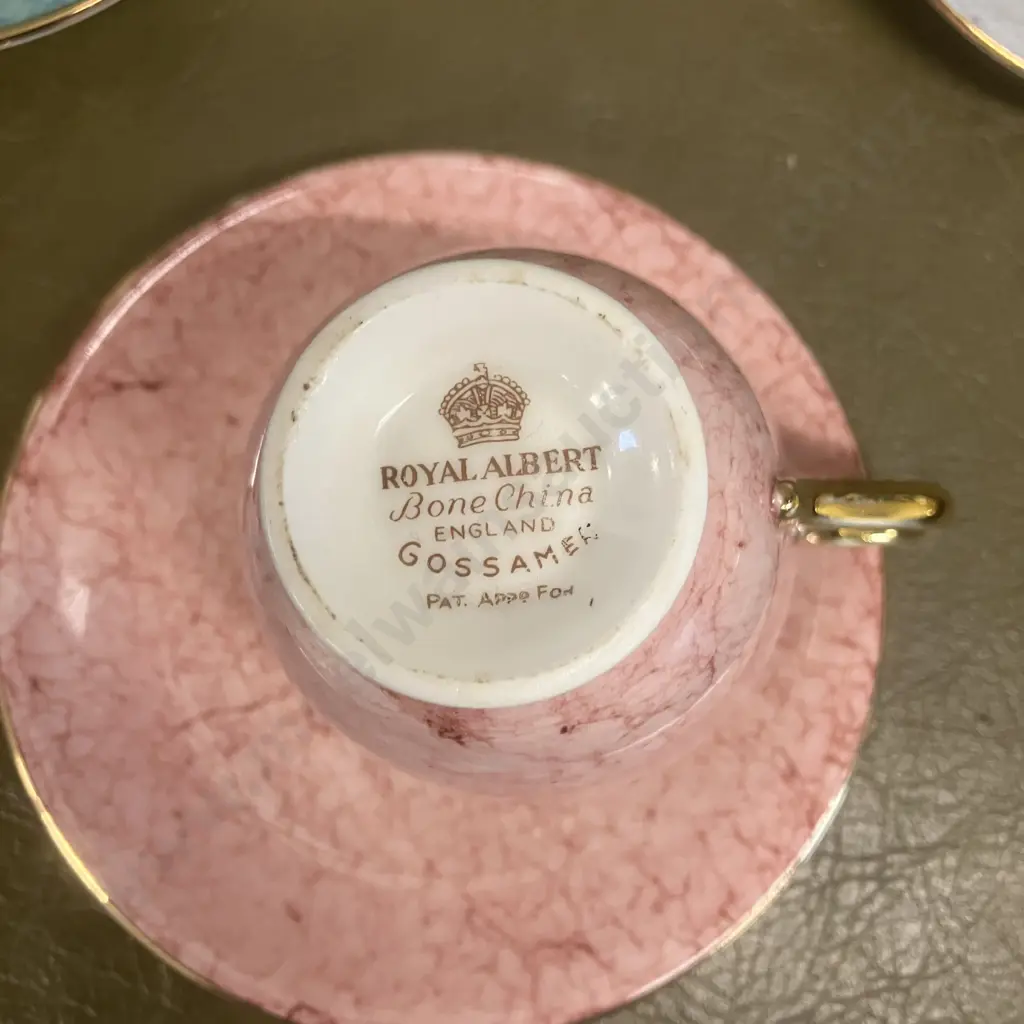 ROYAL ALBERT
Bone China
ENGLAND
GOSSAMER
PAT. APPD FOR